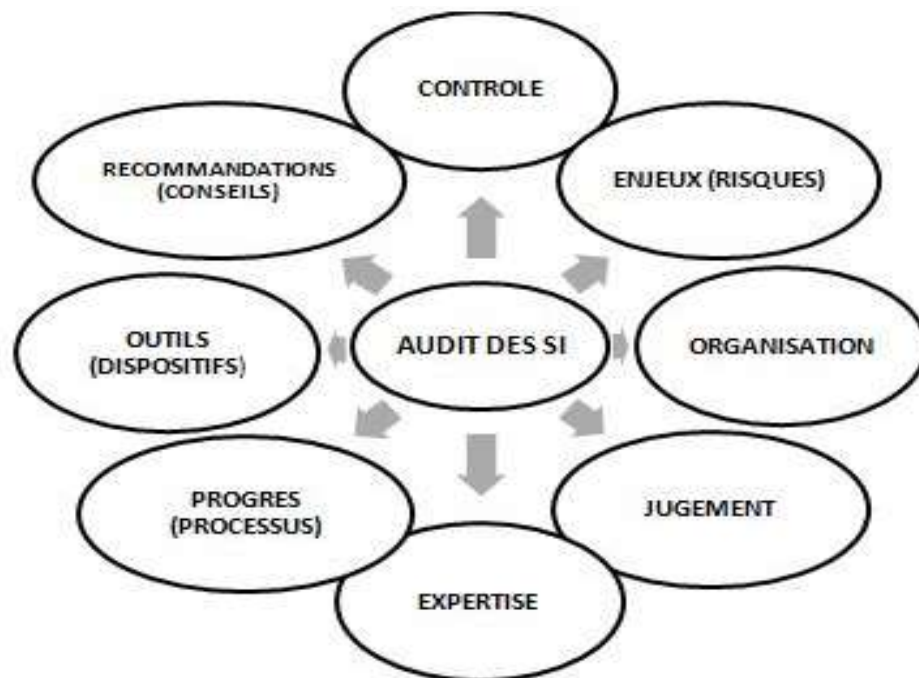 CONTROLE
RECOMMANDATIONS
(CONSEILS)
ENJEUX (RISQUES)
OUTILS
(DISPOSITIFS)
AUDIT DES SI
ORGANISATION
PROGRES
(PROCESSUS)
JUGEMENT
EXPERTISE